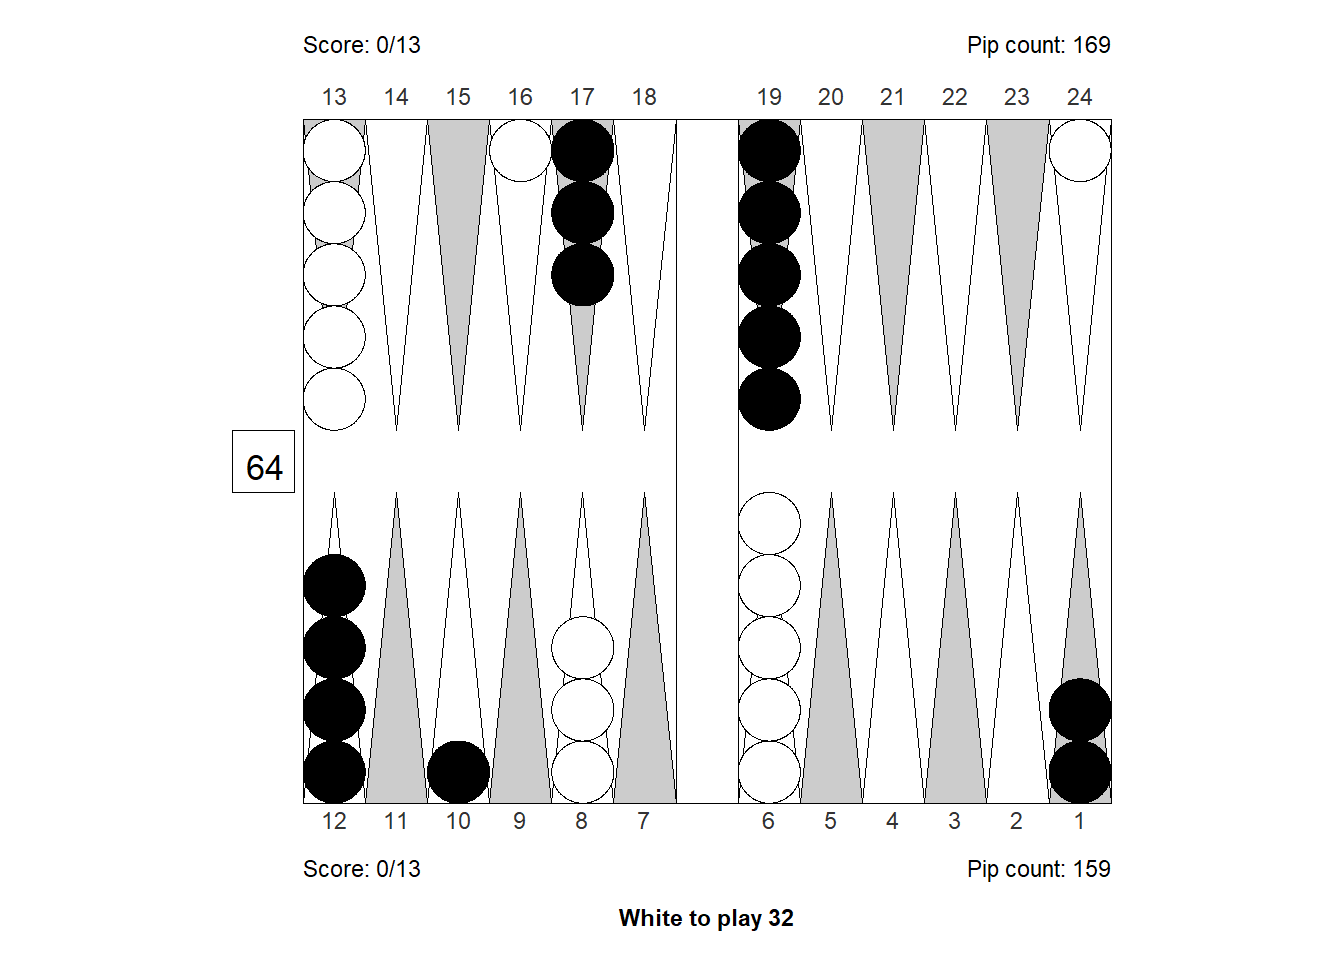 Score: 0/13 Pip count: 169
13 14 15 16 17 18 19 20 21 22 23 24
64
12 11 10 9 8 7 6 5 4 3 2 1
Score: 0/13 Pip count: 159
White to play 32